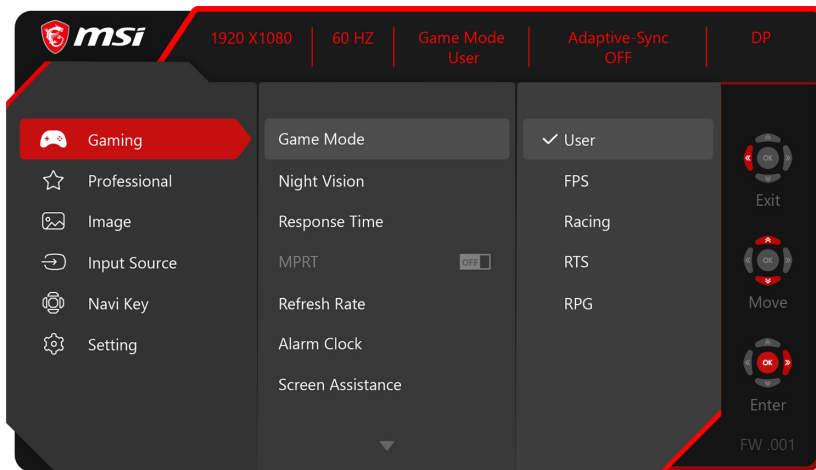 msi
1920 X1080
60 HZ
Game Mode
User
Adaptive-Sync
OFF
DP
Gaming
Professional
Image
Input Source
Navi Key
Setting
Game Mode
Night Vision
Response Time
MPRT OFF
Refresh Rate
Alarm Clock
Screen Assistance
User
FPS
Racing
RTS
RPG
OK
Exit
OK
Move
OK
Enter
FW .001